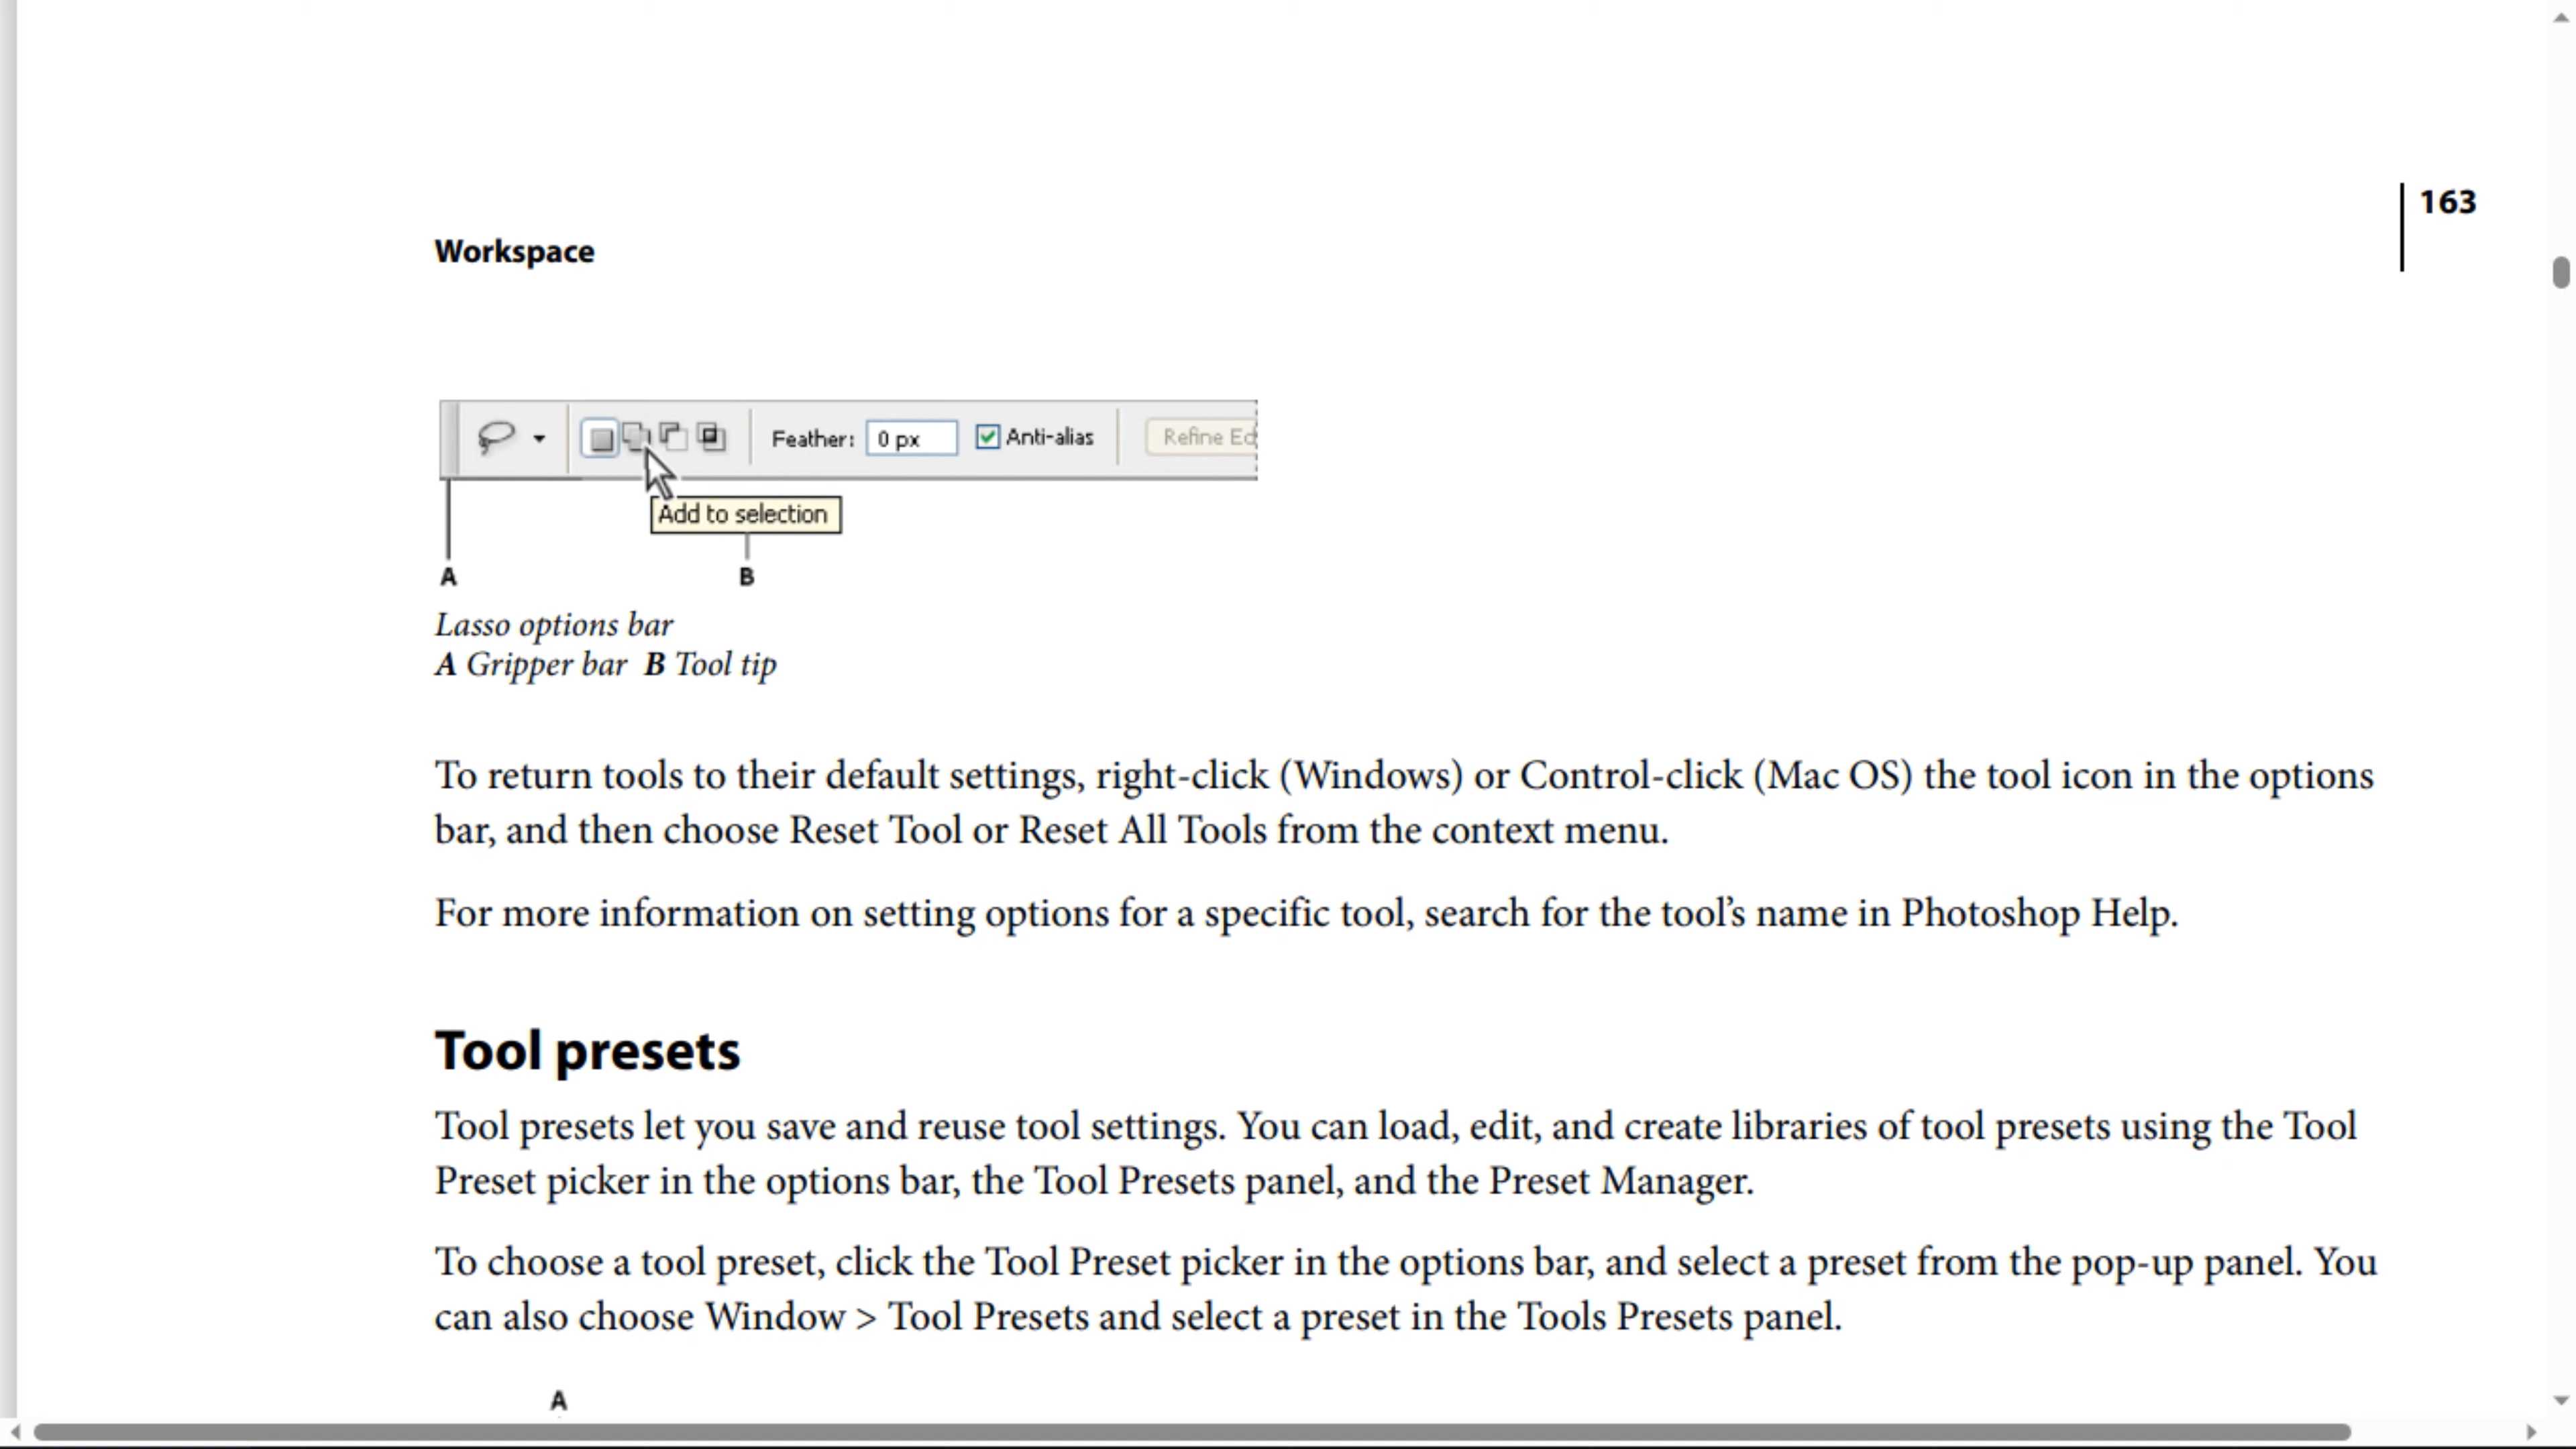 163
Workspace
Feather: 0 px Anti-alias Refine Ed
Add to selection
A B
Lasso options bar
A Gripper bar B Tool tip
To return tools to their default settings, right-click (Windows) or Control-click (Mac OS) the tool icon in the options
bar, and then choose Reset Tool or Reset All Tools from the context menu.
For more information on setting options for a specific tool, search for the tool’s name in Photoshop Help.
Tool presets
Tool presets let you save and reuse tool settings. You can load, edit, and create libraries of tool presets using the Tool
Preset picker in the options bar, the Tool Presets panel, and the Preset Manager.
To choose a tool preset, click the Tool Preset picker in the options bar, and select a preset from the pop-up panel. You
can also choose Window > Tool Presets and select a preset in the Tools Presets panel.
A